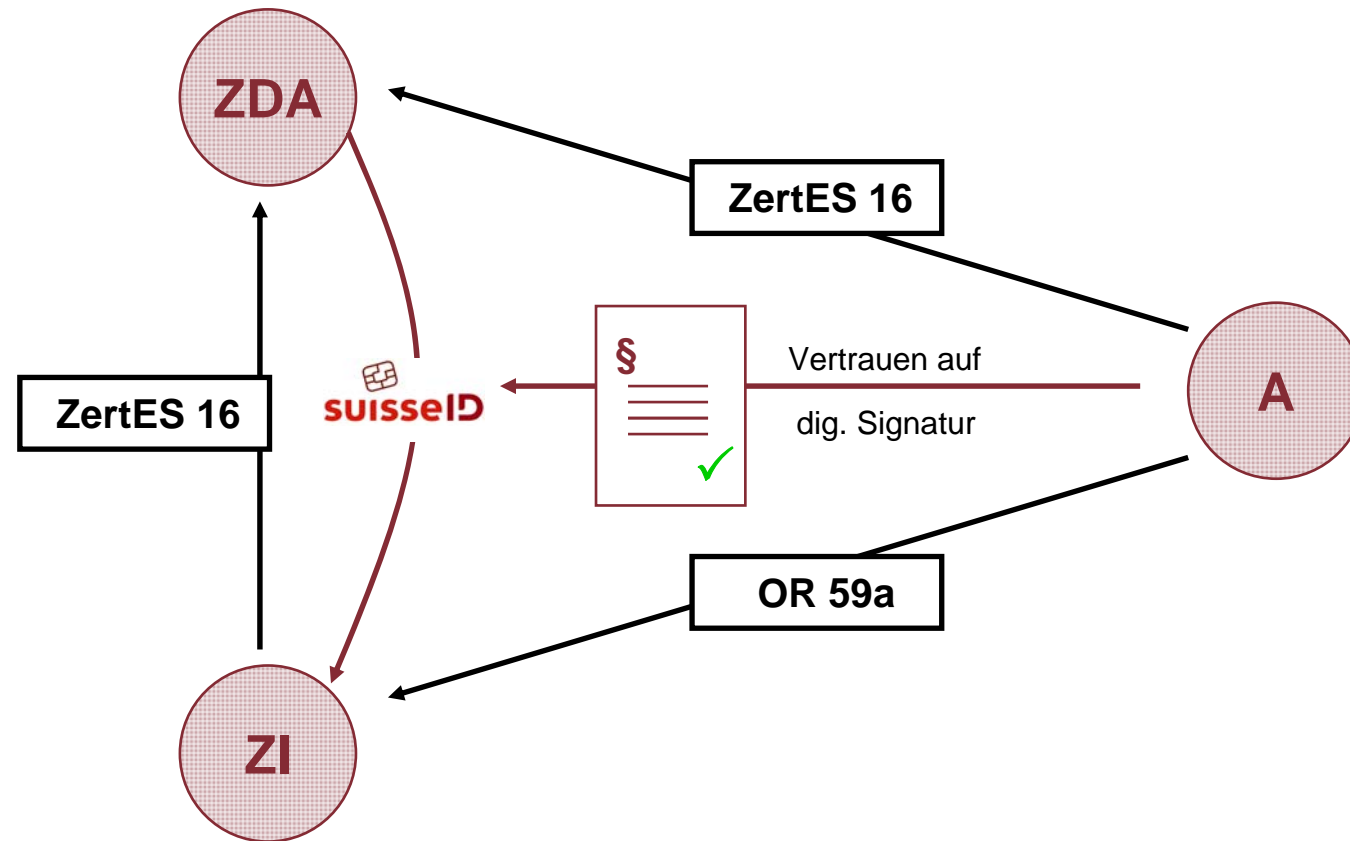 ZDA
ZertES 16
§
Vertrauen auf
dig. Signatur
A
ZertES 16
suisseID
OR 59a
ZI